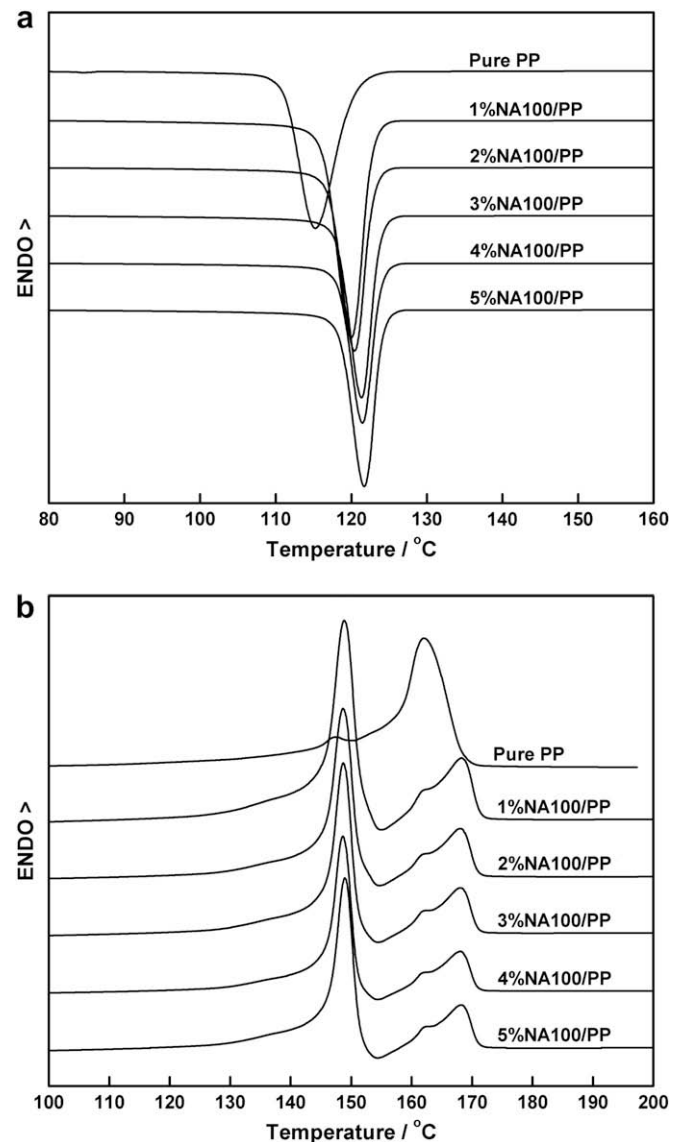 a
Pure PP
1%NA100/PP
2%NA100/PP
3%NA100/PP
4%NA100/PP
5%NA100/PP
ENDO >
80 90 100 110 120 130 140 150 160
Temperature / °C
b
Pure PP
1%NA100/PP
2%NA100/PP
3%NA100/PP
4%NA100/PP
5%NA100/PP
ENDO >
100 110 120 130 140 150 160 170 180 190 200
Temperature / °C